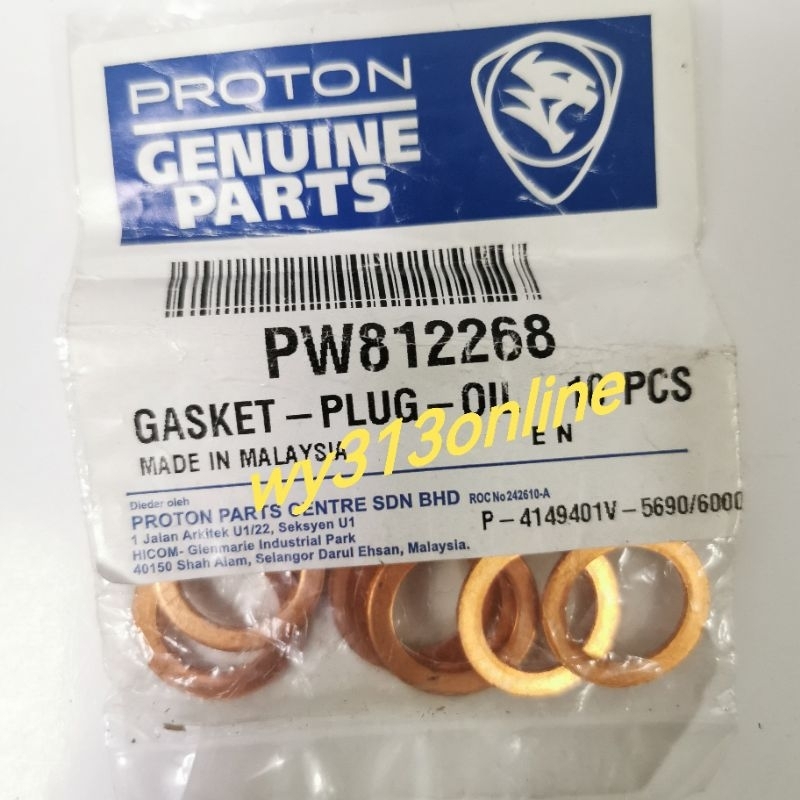 PROTON
GENUINE
PARTS
PW812268
GASKET-PLUG-OIL 10 PCS
MADE IN MALAYSIA
E N
wy313online
Dieder oleh
PROTON PARTS CENTRE SDN BHD ROC No 242610-A
1 Jalan Arkitek U1/22, Seksyen U1
HICOM- Glenmarie Industrial Park
40150 Shah Alam, Selangor Darul Ehsan, Malaysia.
P-4149401V-5690/6000